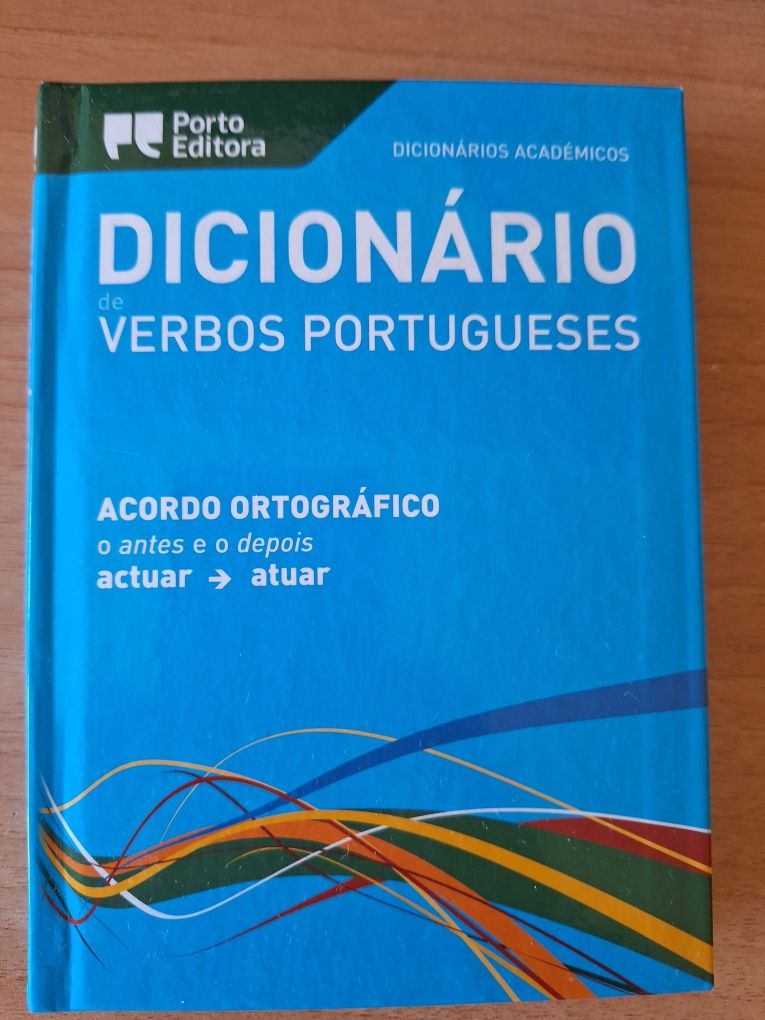 Porto
Editora
DICIONÁRIOS ACADÉMICOS
DICIONÁRIO
de
VERBOS PORTUGUESES
ACORDO ORTOGRÁFICO
o antes e o depois
actuar → atuar